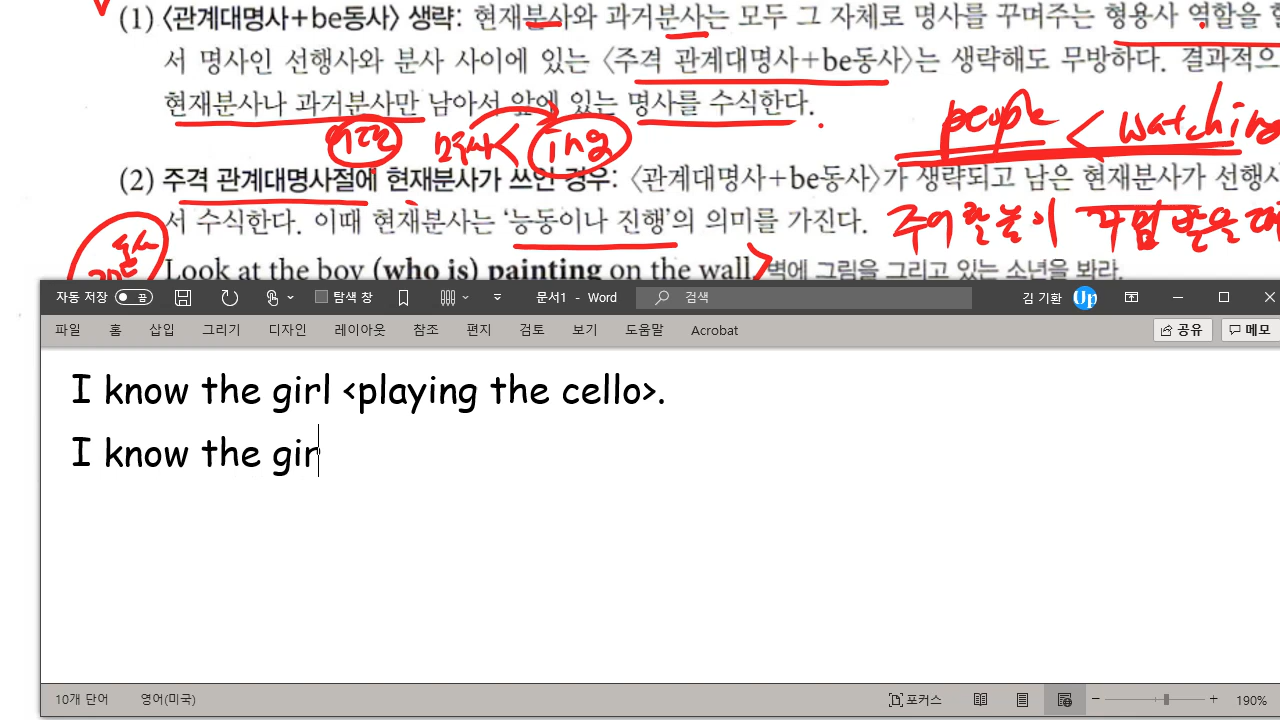 (1) 〈관계대명사+be동사〉 생략: 현재분사와 과거분사는 모두 그 자체로 명사를 꾸며주는 형용사 역할을
서 명사인 선행사와 분사 사이에 있는 〈주격 관계대명사+be동사〉는 생략해도 무방하다. 결과적으
현재분사나 과거분사만 남아서 앞에 있는 명사를 수식한다.
people < watching
ing
(2) 주격 관계대명사절에 현재분사가 쓰인 경우: 〈관계대명사+be동사〉가 생략되고 남은 현재분사가 선행사
서 수식한다. 이때 현재분사는 '능동이나 진행'의 의미를 가진다.
Look at the boy (who is) painting on the wall. 벽에 그림을 그리고 있는 소년을 봐라.
자동 저장 끔 탐색 창 문서1 - Word 검색 김 기환 Up
파일 홈 삽입 그리기 디자인 레이아웃 참조 편지 검토 보기 도움말 Acrobat 공유 메모
I know the girl <playing the cello>.
I know the gir
10개 단어 영어(미국) 포커스 190%